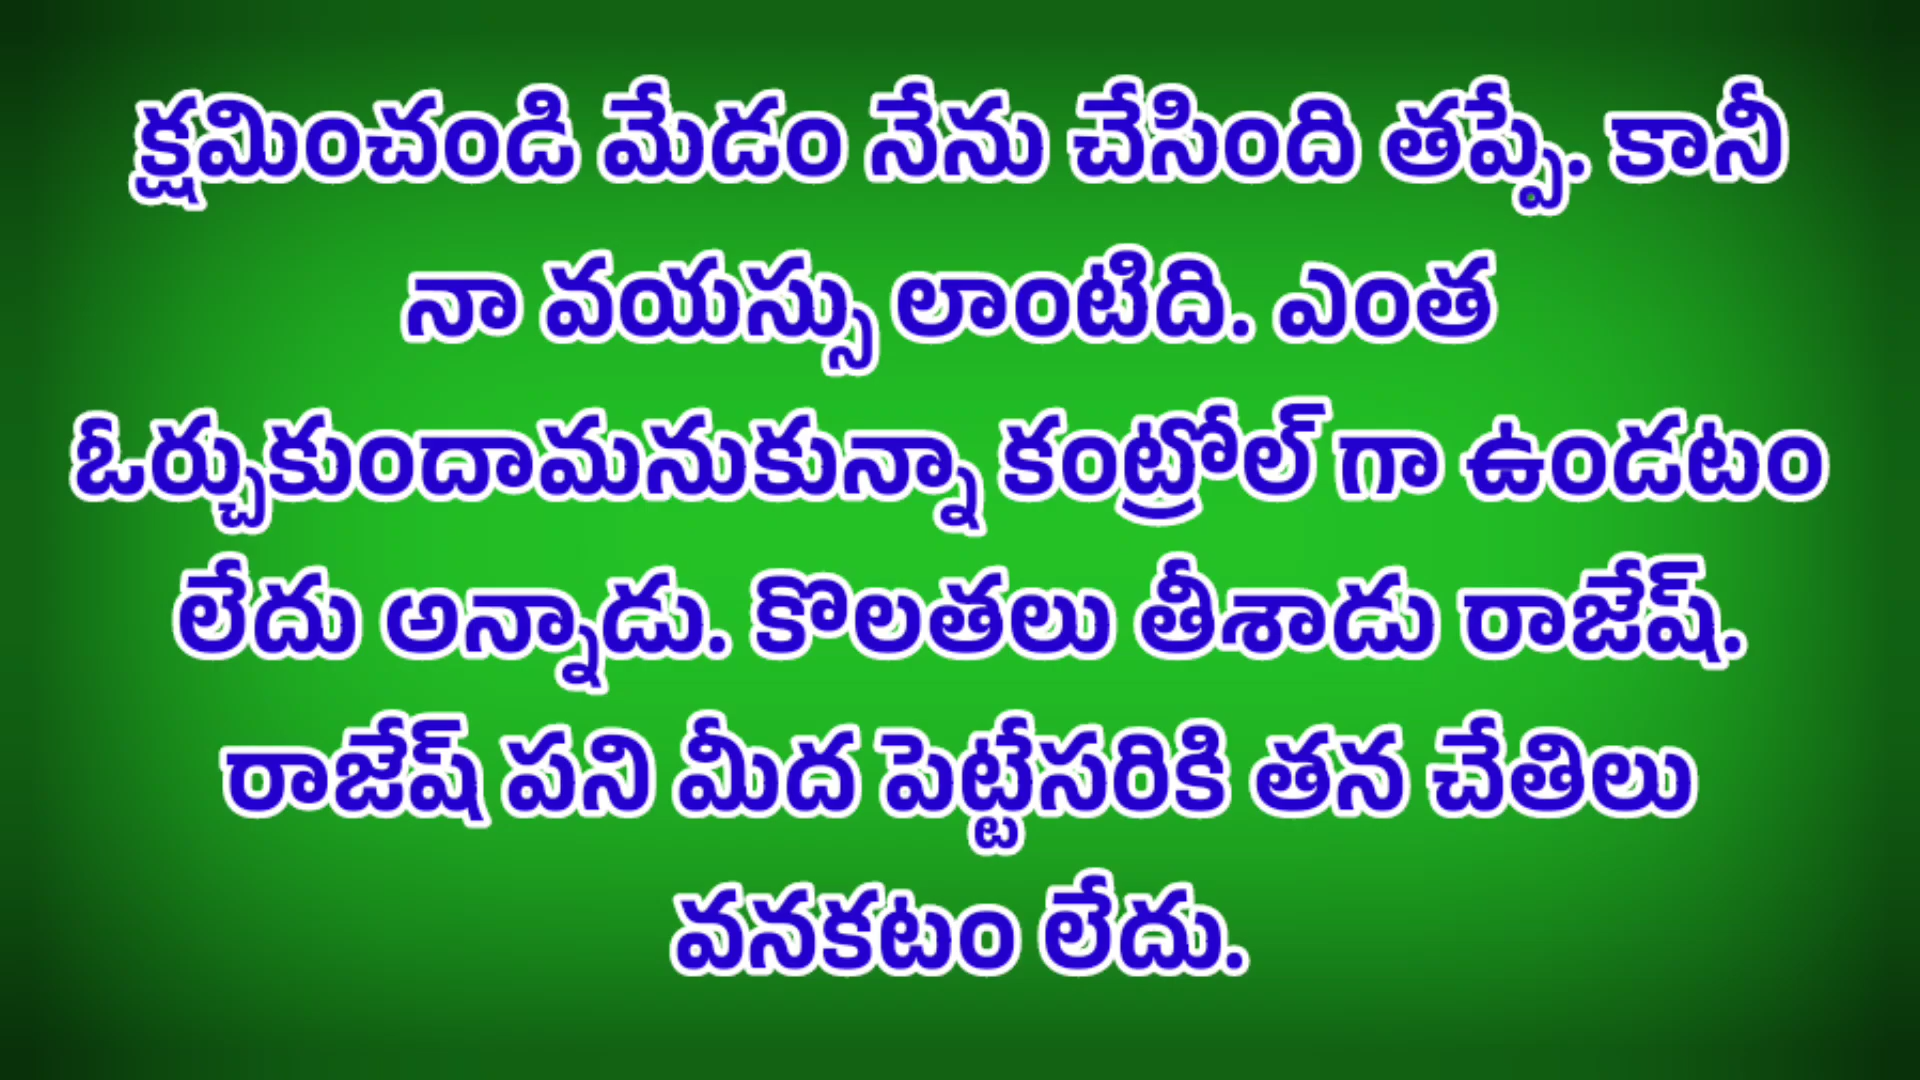 క్షమించండి మేడం నేను చేసింది తప్పే. కానీ
నా వయస్సు లాంటిది. ఎంత
ఓర్చుకుందామనుకున్నా కంట్రోల్ గా ఉండటం
లేదు అన్నాడు. కొలతలు తీశాడు రాజేష్.
రాజేష్ పని మీద పెట్టేసరికి తన చేతిలు
వనకటం లేదు.